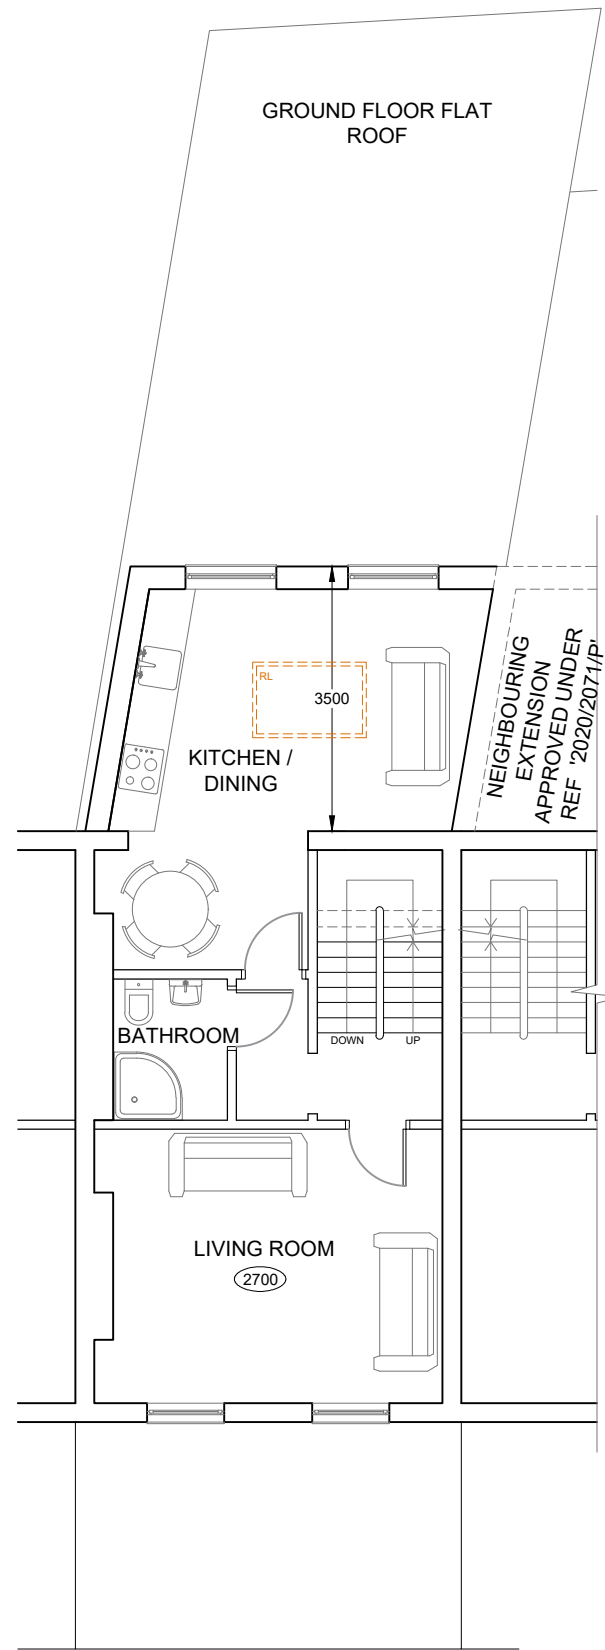 GROUND FLOOR FLAT
ROOF
RL
3500
KITCHEN /
DINING
NEIGHBOURING
EXTENSION
APPROVED UNDER
REF '2020/2071/P'
BATHROOM
DOWN
UP
LIVING ROOM
2700